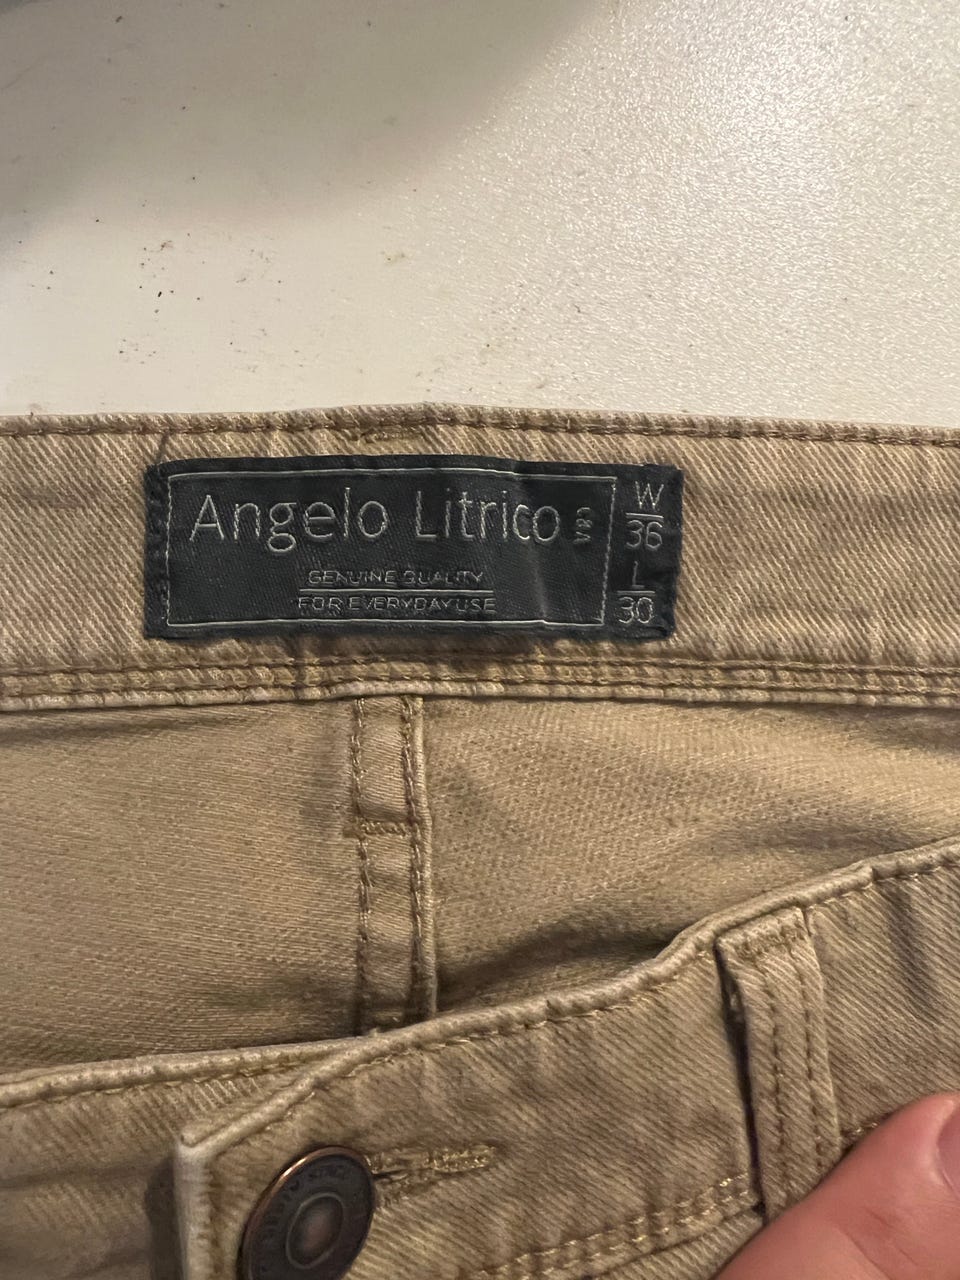 Angelo Litrico C&A
GENUINE QUALITY
FOR EVERYDAY USE
W
36
L
30